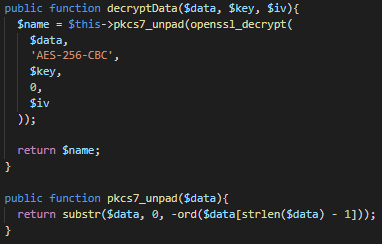 public function decryptData($data, $key, $iv){
  $name = $this->pkcs7_unpad(openssl_decrypt(
    $data,
    'AES-256-CBC',
    $key,
    0,
    $iv
  ));

  return $name;
}

public function pkcs7_unpad($data){
  return substr($data, 0, -ord($data[strlen($data) - 1]));
}